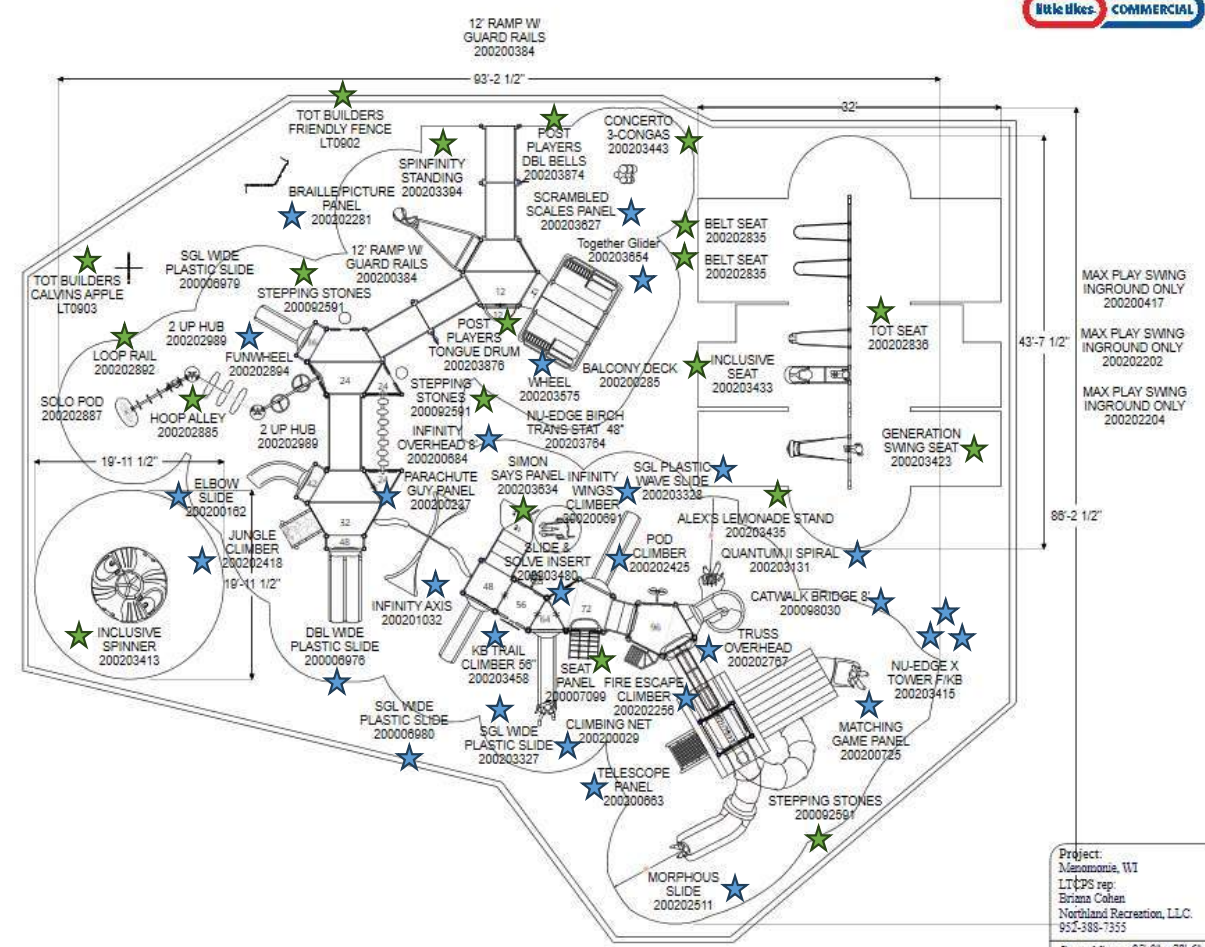 little tikes COMMERCIAL
12' RAMP W/
GUARD RAILS
200200384
93'-2 1/2"
32'
TOT BUILDERS
FRIENDLY FENCE
LT0902
SPINFINITY
STANDING
200203394
POST
PLAYERS
DBL BELLS
200203874
CONCERTO
3-CONGAS
200203443
BRAILLE/PICTURE
PANEL
200202281
SCRAMBLED
SCALES PANEL
200203627
BELT SEAT
200202835
BELT SEAT
200202835
Together Glider
200203654
12' RAMP W/
GUARD RAILS
200200384
SGL WIDE
PLASTIC SLIDE
200006979
TOT BUILDERS
CALVINS APPLE
LT0903
STEPPING STONES
200092591
MAX PLAY SWING
INGROUND ONLY
200200417
MAX PLAY SWING
INGROUND ONLY
200202202
MAX PLAY SWING
INGROUND ONLY
200202204
43'-7 1/2"
TOT SEAT
200202836
12
POST
PLAYERS
TONGUE DRUM
200203876
2 UP HUB
200202989
LOOP RAIL
200202892
FUNWHEEL
200202894
24
24
WHEEL
200203575
BALCONY DECK
200200285
INCLUSIVE
SEAT
200203433
SOLO POD
200202887
HOOP ALLEY
200202885
2 UP HUB
200202989
STEPPING
STONES
200092591
NU-EDGE BIRCH
TRANS STAT 48"
200203764
INFINITY
OVERHEAD 8'
200200684
GENERATION
SWING SEAT
200203423
19'-11 1/2"
ELBOW
SLIDE
200200162
24
PARACHUTE
GUY PANEL
200200237
SIMON
SAYS PANEL
200203634
INFINITY
WINGS
CLIMBER
200200691
SGL PLASTIC
WAVE SLIDE
200203328
86'-2 1/2"
ALEX'S LEMONADE STAND
200203435
32
48
JUNGLE
CLIMBER
200202418
19'-11 1/2"
SLIDE &
SOLVE INSERT
200203480
POD
CLIMBER
200202425
QUANTUM II SPIRAL
200203131
INFINITY AXIS
200201032
48
56
64
72
96
CATWALK BRIDGE 8'
200098030
INCLUSIVE
SPINNER
200203413
DBL WIDE
PLASTIC SLIDE
200006976
KB TRAIL
CLIMBER 56"
200203458
SEAT
PANEL
200007099
TRUSS
OVERHEAD
200202767
NU-EDGE X
TOWER F/KB
200203415
FIRE ESCAPE
CLIMBER
200202256
SGL WIDE
PLASTIC SLIDE
200006980
SGL WIDE
PLASTIC SLIDE
200203327
CLIMBING NET
200200029
MATCHING
GAME PANEL
200200725
TELESCOPE
PANEL
200200663
STEPPING STONES
200092591
MORPHOUS
SLIDE
200202511
Project:
Menomonie, WI
LTCPS rep:
Briana Cohen
Northland Recreation, LLC.
952-388-7355